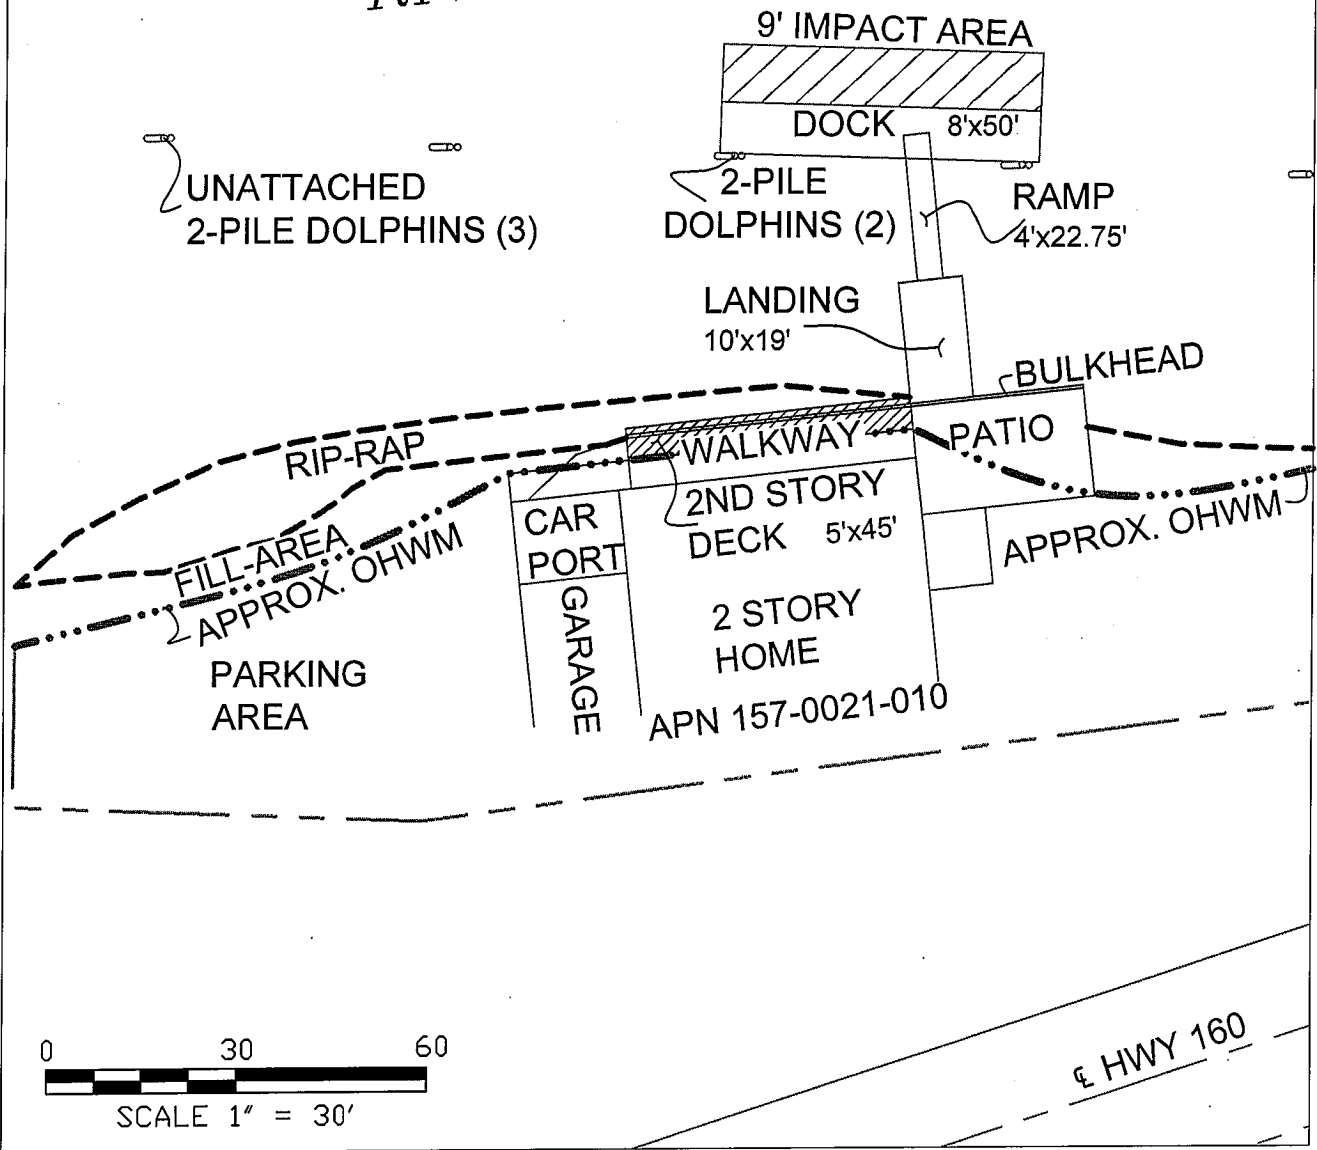 9' IMPACT AREA
DOCK 8'x50'
UNATTACHED
2-PILE DOLPHINS (3)
2-PILE
DOLPHINS (2)
RAMP
4'x22.75'
LANDING
10'x19'
BULKHEAD
RIP-RAP
WALKWAY
PATIO
2ND STORY
DECK 5'x45'
CAR
PORT
FILL-AREA
APPROX. OHWM
APPROX. OHWM
GARAGE
2 STORY
HOME
PARKING
AREA
APN 157-0021-010
℄ HWY 160
0 30 60
SCALE 1" = 30'